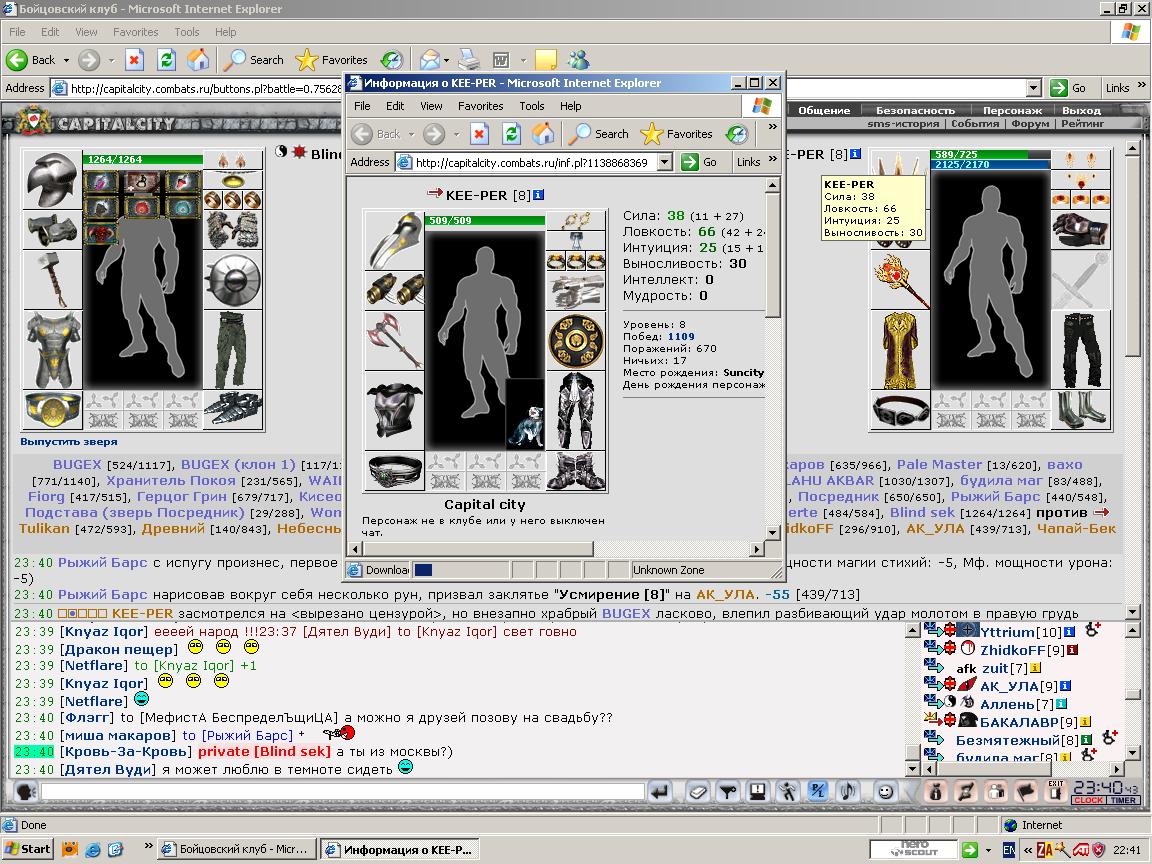 Бойцовский клуб - Microsoft Internet Explorer
File Edit View Favorites Tools Help
Back Search Favorites
Address http://capitalcity.combats.ru/buttons.pl?battle=0.75628 Go Links
CAPITALCITY
Общение Безопасность Персонаж Выход
sms-история | События | Форум | Рейтинг
1264/1264
Blind
E-PER [8]
589/725
2125/2170
KEE-PER
Сила: 38
Ловкость: 66
Интуиция: 25
Выносливость: 30
Выпустить зверя
Информация о KEE-PER - Microsoft Internet Explorer
File Edit View Favorites Tools Help
Back Search Favorites
Address http://capitalcity.combats.ru/inf.pl?1138868369 Go Links
KEE-PER [8]
509/509
Сила: 38 (11 + 27)
Ловкость: 66 (42 + 24
Интуиция: 25 (15 + 1
Выносливость: 30
Интеллект: 0
Мудрость: 0
Уровень: 8
Побед: 1109
Поражений: 670
Ничьих: 17
Место рождения: Suncity
День рождения персонаж
Capital city
Персонаж не в клубе или у него выключен
чат.
Downloa Unknown Zone
BUGEX [524/1117], BUGEX (клон 1) [117/1 каров [635/966], Pale Master [13/620], вахо
[771/1140], Хранитель Покоя [231/565], WAI LAHU AKBAR [1030/1307], будила маг [83/488],
Fiorg [417/515], Герцог Грин [679/717], Кисео , Посредник [650/650], Рыжий Барс [440/548],
Подстава (зверь Посредник) [29/288], Won erte [484/584], Blind sek [1264/1264] против
Tulikan [472/593], Древний [140/843], Небесн hidkoFF [296/910], АК_УЛА [439/713], Чапай-Бек
23:40 Рыжий Барс с испугу произнес, первое щности магии стихий: -5, Мф. мощности урона:
-5)
23:40 Рыжий Барс нарисовав вокруг себя несколько рун, призвал заклятье "Усмирение [8]" на АК_УЛА. -55 [439/713]
23:40 KEE-PER засмотрелся на <вырезано цензурой>, но внезапно храбрый BUGEX ласково, влепил разбивающий удар молотом в правую грудь
23:39 [Knyaz Iqor] еееей народ !!!23:37 [Дятел Вуди] to [Knyaz Iqor] свет говно
23:39 [Дракон пещер]
23:39 [Netflare] to [Knyaz Iqor] +1
23:39 [Knyaz Iqor]
23:39 [Netflare]
23:40 [Флэгг] to [МефистА БеспределЪщиЦА] а можно я друзей позову на свадьбу??
23:40 [миша макаров] to [Рыжий Барс] +
23:40 [Кровь-За-Кровь] private [Blind sek] а ты из москвы?)
23:40 [Дятел Вуди] я может люблю в темноте сидеть
Yttrium[10]
ZhidkoFF[9]
afk zuit[7]
АК_УЛА[9]
Аллень[7]
БАКАЛАВР[9]
Безмятежный[8]
будила маг[8]
EXIT
23:40 43
CLOCK TIMER
Done Internet
Start Бойцовский клуб - Micr... Информация о KEE-P... nero SCOUT EN ZA 22:41